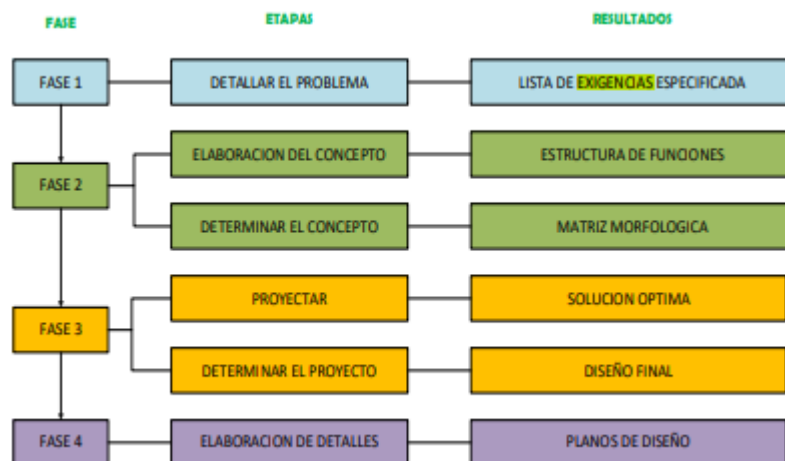 FASE ETAPAS RESULTADOS
FASE 1 DETALLAR EL PROBLEMA LISTA DE EXIGENCIAS ESPECIFICADA
ELABORACION DEL CONCEPTO ESTRUCTURA DE FUNCIONES
FASE 2
DETERMINAR EL CONCEPTO MATRIZ MORFOLOGICA
PROYECTAR SOLUCION OPTIMA
FASE 3
DETERMINAR EL PROYECTO DISEÑO FINAL
FASE 4 ELABORACION DE DETALLES PLANOS DE DISEÑO